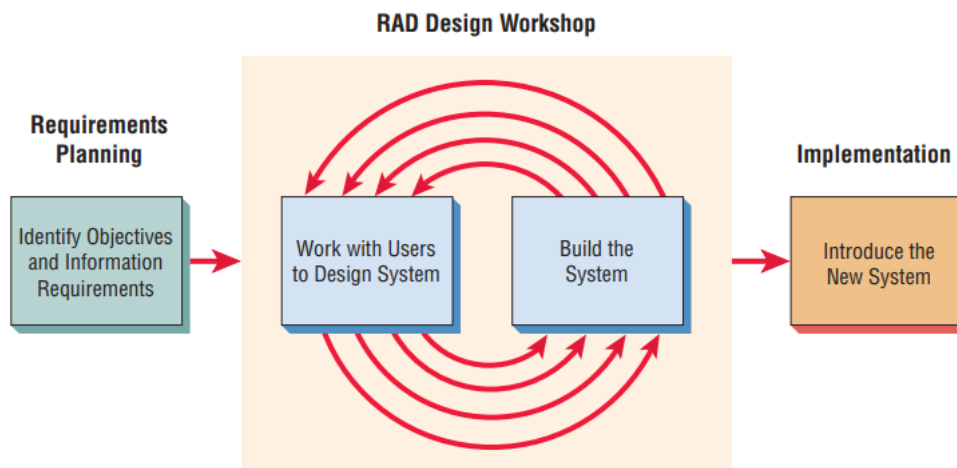 RAD Design Workshop
Requirements
Planning
Identify Objectives
and Information
Requirements
Work with Users
to Design System
Build the
System
Implementation
Introduce the
New System